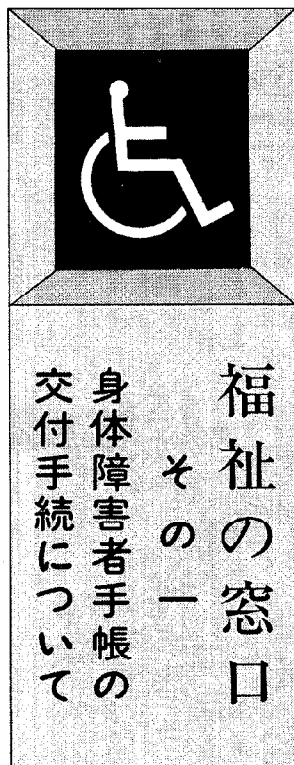 福祉の窓口
その一
身体障害者手帳の
交付手続について